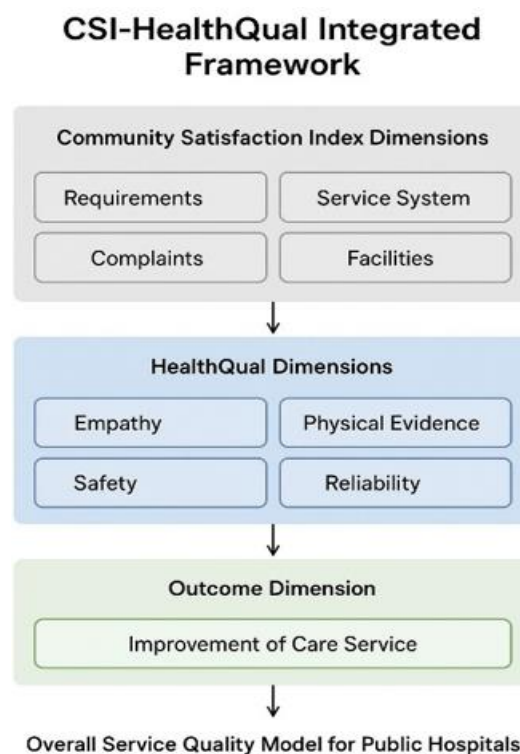 CSI-HealthQual Integrated
Framework
Community Satisfaction Index Dimensions
Requirements
Service System
Complaints
Facilities
HealthQual Dimensions
Empathy
Physical Evidence
Safety
Reliability
Outcome Dimension
Improvement of Care Service
Overall Service Quality Model for Public Hospitals